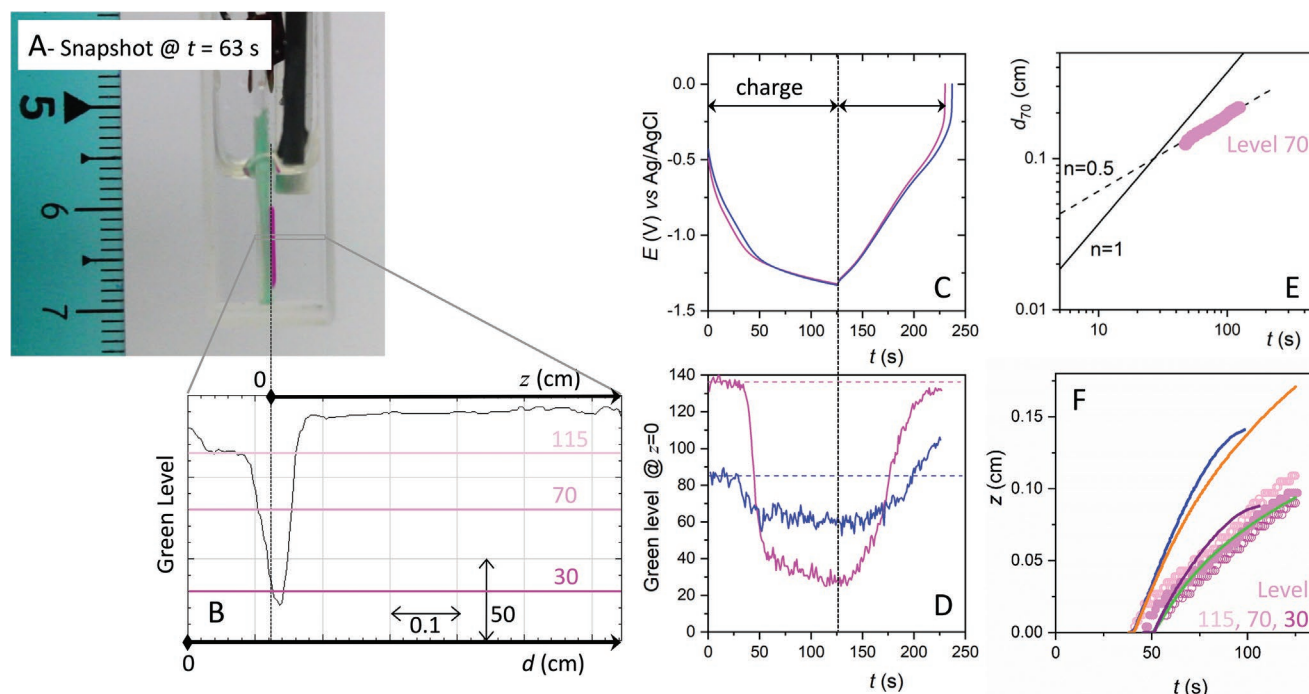 A- Snapshot @ t = 63 s
5
6
7
0
z (cm)
Green Level
115
70
30
B
0.1
50
0
d (cm)
charge
0.0
-0.5
-1.0
-1.5
E (V) vs Ag/AgCl
C
0 50 100 150 200 250
t (s)
140
120
100
80
60
40
20
0
Green level @ z=0
D
0 50 100 150 200 250
t (s)
d70 (cm)
0.1
0.01
n=0.5
n=1
Level 70
E
10 100
t (s)
F
0.15
0.10
0.05
0.00
z (cm)
Level
115, 70, 30
50 100
t (s)